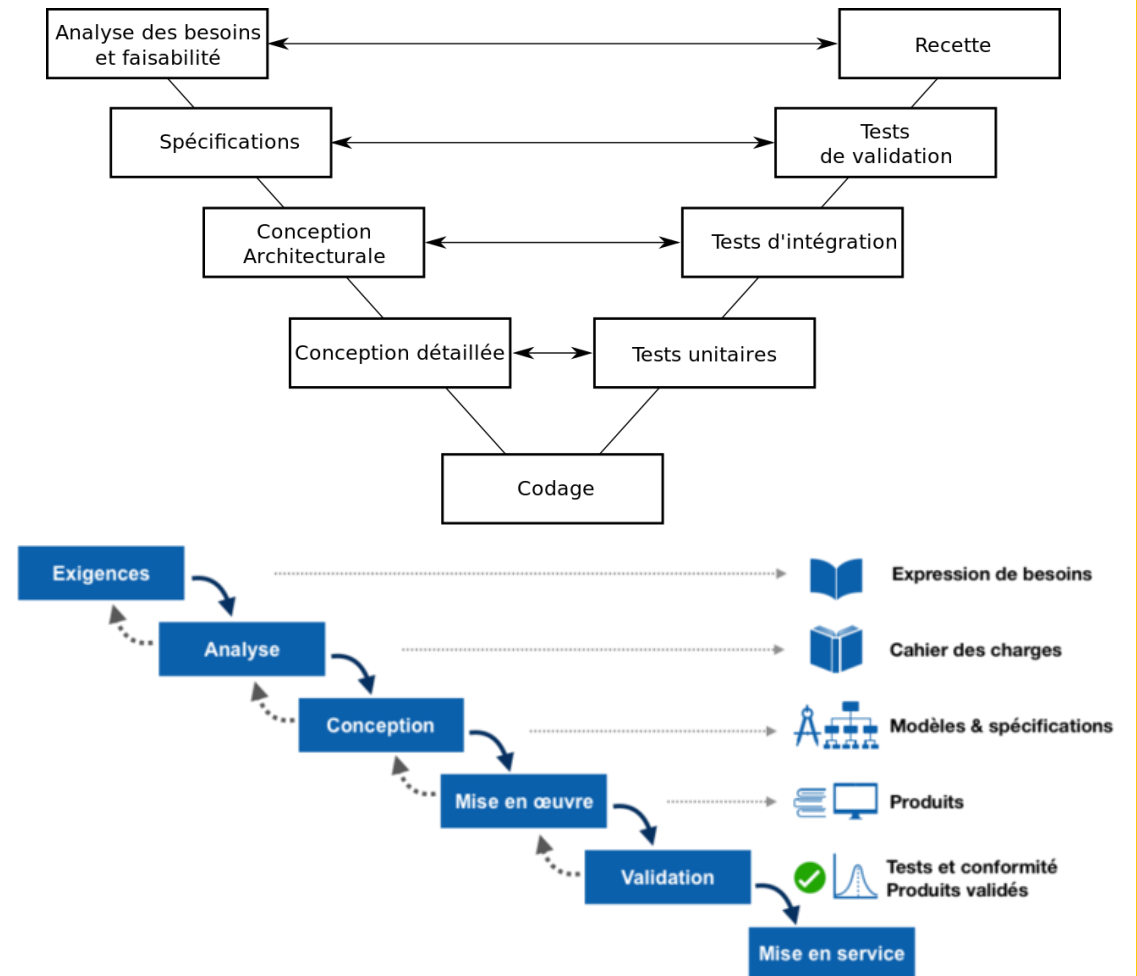 Analyse des besoins
et faisabilité
Recette
Spécifications
Tests
de validation
Conception
Architecturale
Tests d'intégration
Conception détaillée
Tests unitaires
Codage
Exigences
Expression de besoins
Analyse
Cahier des charges
Conception
Modèles & spécifications
Mise en œuvre
Produits
Validation
Tests et conformité
Produits validés
Mise en service